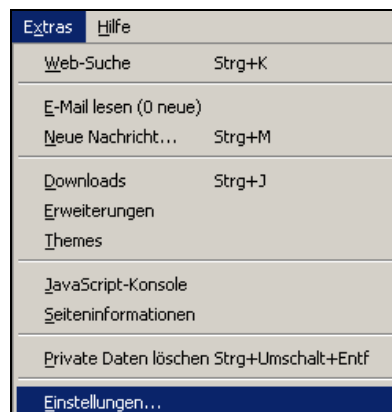 Extras Hilfe
Web-Suche Strg+K
E-Mail lesen (0 neue)
Neue Nachricht... Strg+M
Downloads Strg+J
Erweiterungen
Themes
JavaScript-Konsole
Seiteninformationen
Private Daten löschen Strg+Umschalt+Entf
Einstellungen...